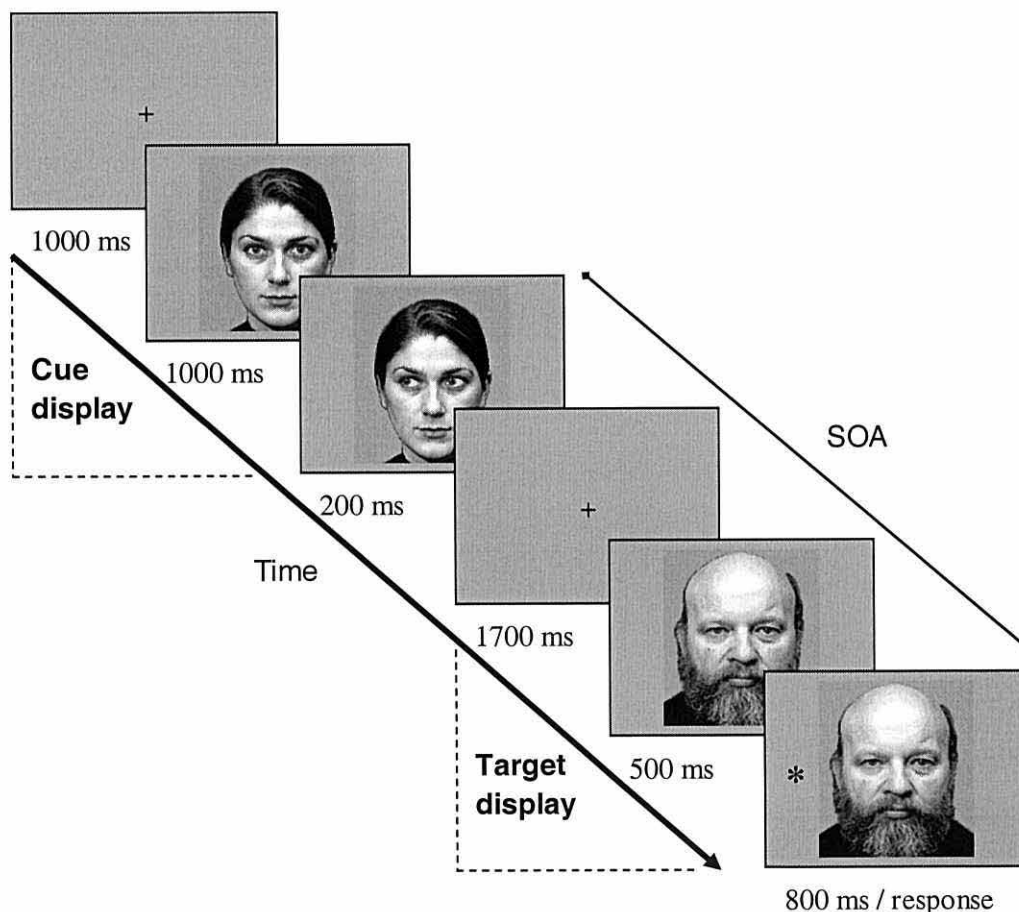 +
1000 ms
Cue
display
1000 ms
200 ms
SOA
+
Time
1700 ms
Target
display
500 ms
*
800 ms / response